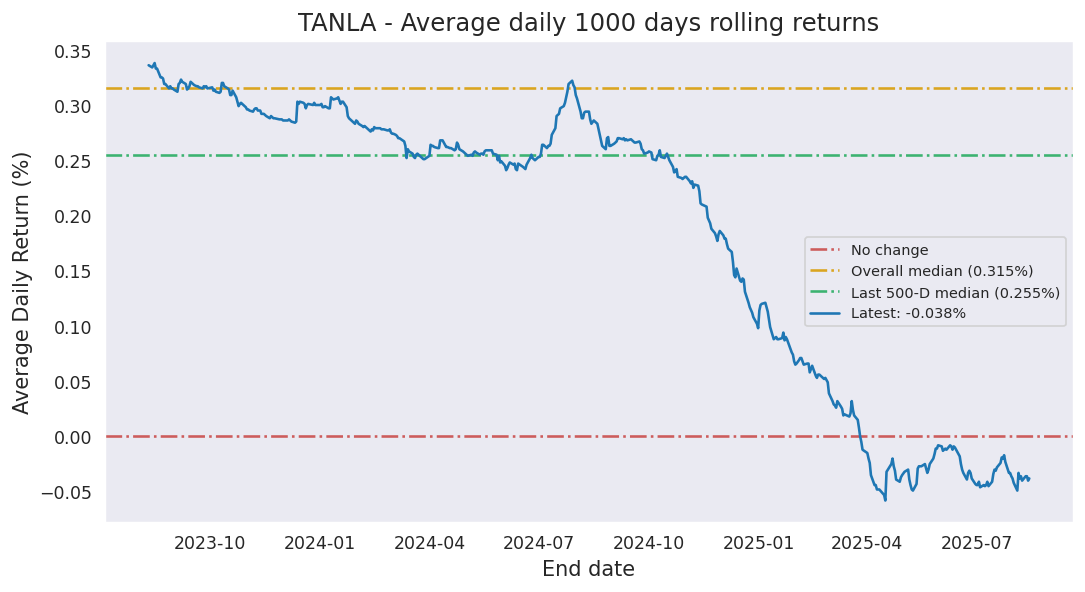 TANLA - Average daily 1000 days rolling returns
Average Daily Return (%)
0.35
0.30
0.25
0.20
0.15
0.10
0.05
0.00
−0.05
No change
Overall median (0.315%)
Last 500-D median (0.255%)
Latest: -0.038%
2023-10 2024-01 2024-04 2024-07 2024-10 2025-01 2025-04 2025-07
End date